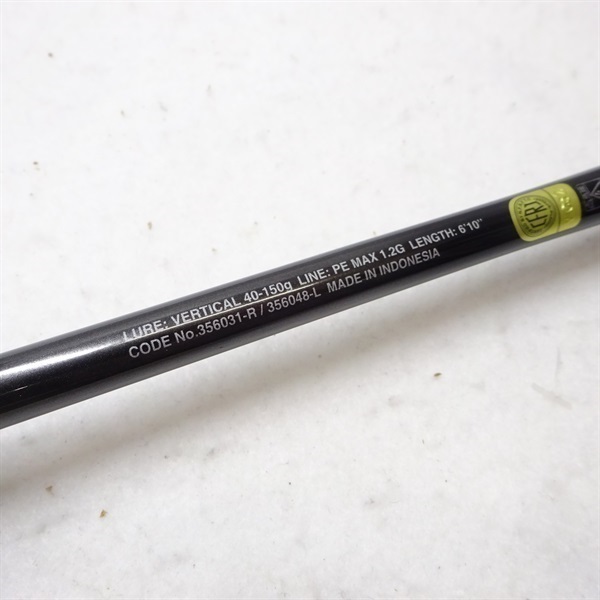 LURE: VERTICAL 40-150g LINE: PE MAX 1.2G LENGTH: 6'10"
CODE No.356031-R / 356048-L MADE IN INDONESIA
CFRJ